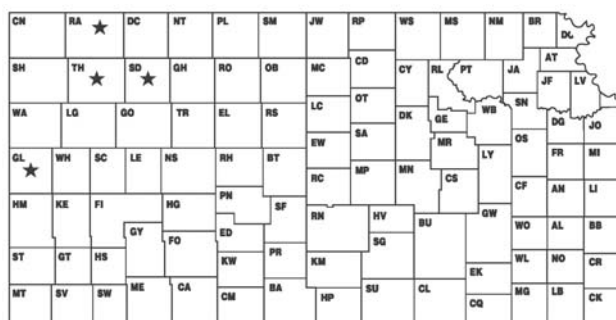 CN RA DC NT PL SM JW RP WS MS NM BR DO
SH TH SD GH RO OB MC CD CY RL PT JA AT
JF LV
WA LG GO TR EL RS LC OT DK GE WB SN DG JO
GL WH SC LE NS RH BT EW SA MR LY OS FR MI
RC MP MN CS CF AN LI
HM KE FI HG PN SF RN HV BU GW
GY FO ED SG WO AL BB
ST GT HS KW PR KM EK WL NO CR
MT SV SW ME CA CM BA HP SU CL CQ MG LB CK